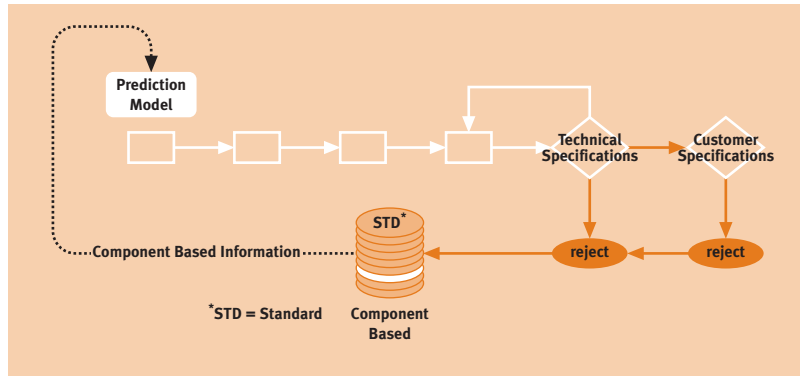 Prediction
Model
Technical
Specifications
Customer
Specifications
STD*
Component Based Information
reject
reject
*STD = Standard
Component
Based